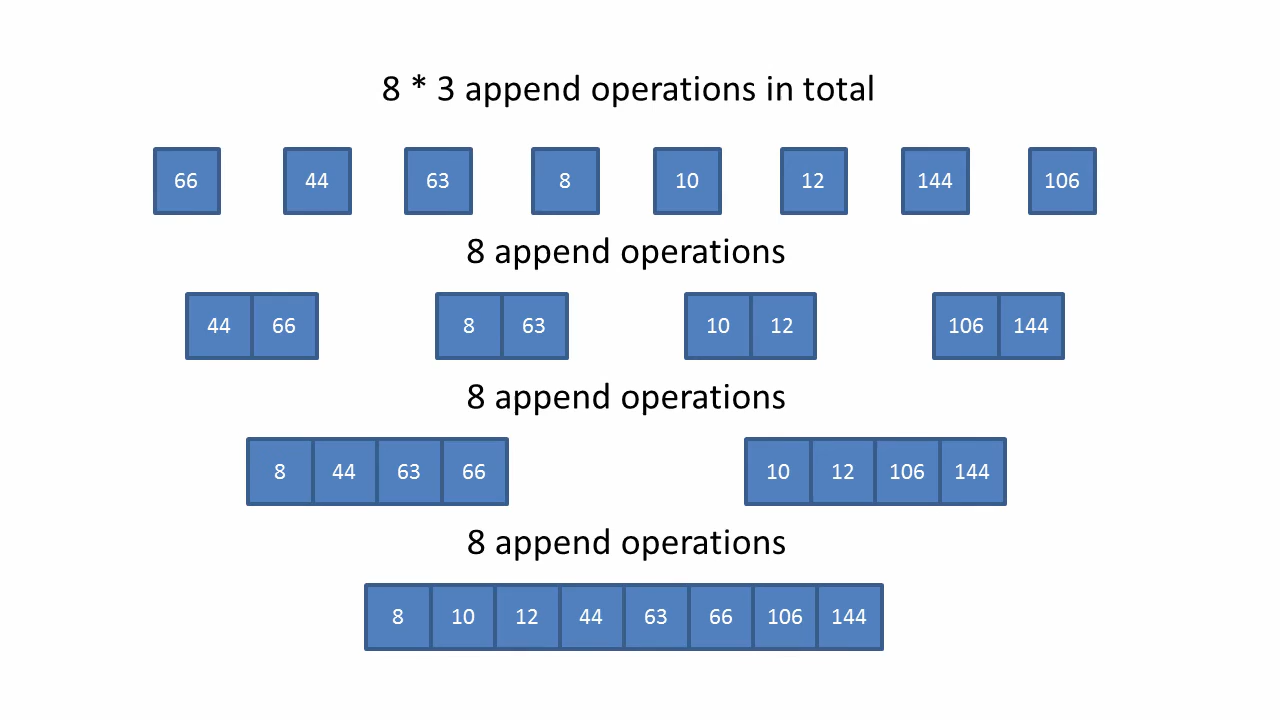 8 * 3 append operations in total
66 44 63 8 10 12 144 106
8 append operations
44 66 8 63 10 12 106 144
8 append operations
8 44 63 66 10 12 106 144
8 append operations
8 10 12 44 63 66 106 144